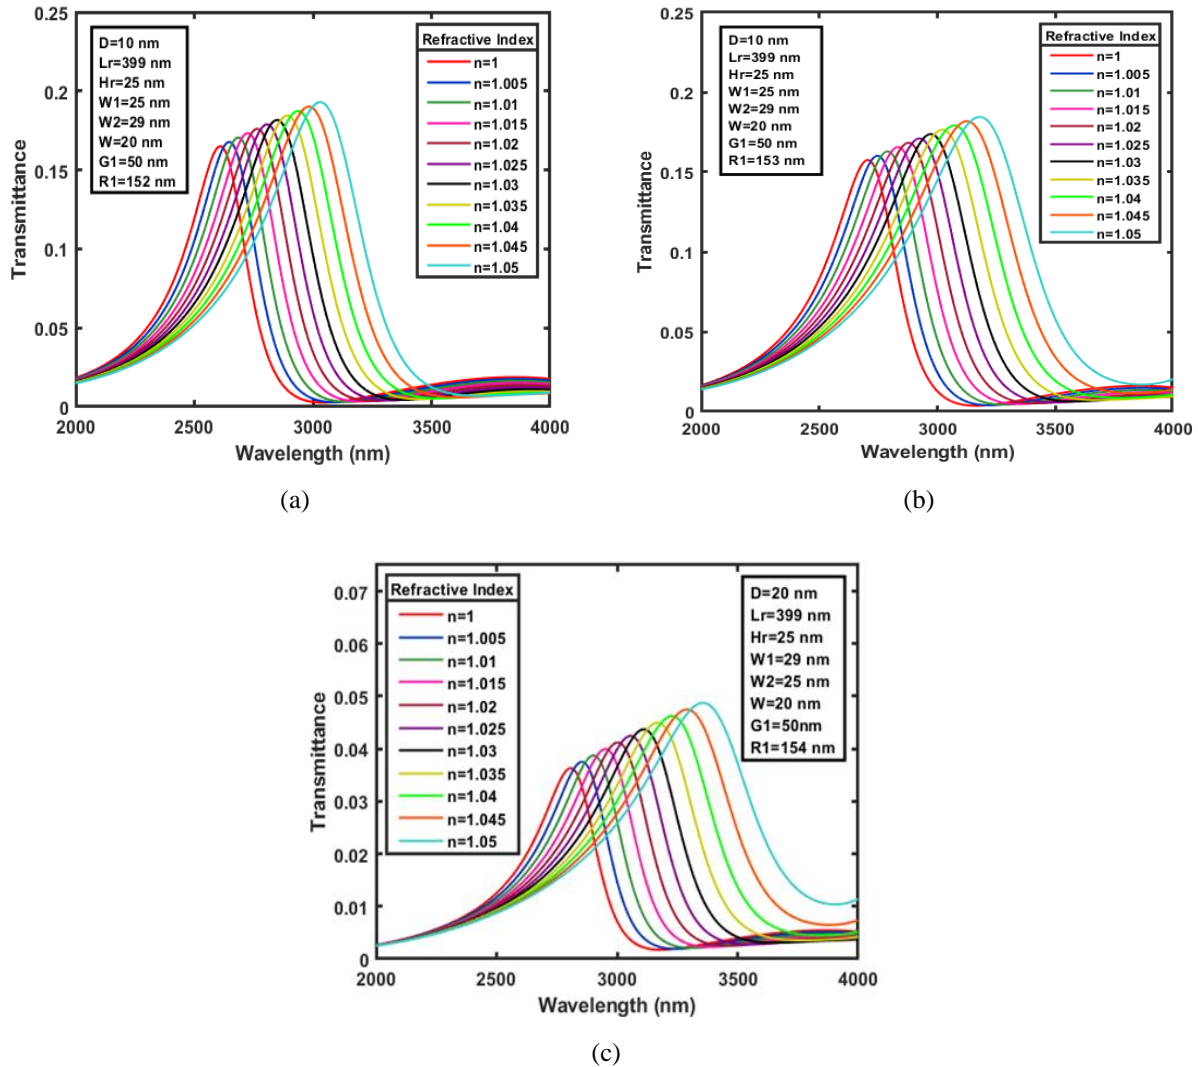 0.25
0.2
0.15
0.1
0.05
0
Transmittance
D=10 nm
Lr=399 nm
Hr=25 nm
W1=25 nm
W2=29 nm
W=20 nm
G1=50 nm
R1=152 nm
Refractive Index
n=1
n=1.005
n=1.01
n=1.015
n=1.02
n=1.025
n=1.03
n=1.035
n=1.04
n=1.045
n=1.05
2000 2500 3000 3500 4000
Wavelength (nm)
(a)
0.25
0.2
0.15
0.1
0.05
0
Transmittance
D=10 nm
Lr=399 nm
Hr=25 nm
W1=25 nm
W2=29 nm
W=20 nm
G1=50 nm
R1=153 nm
Refractive Index
n=1
n=1.005
n=1.01
n=1.015
n=1.02
n=1.025
n=1.03
n=1.035
n=1.04
n=1.045
n=1.05
2000 2500 3000 3500 4000
Wavelength (nm)
(b)
0.07
0.06
0.05
0.04
0.03
0.02
0.01
0
Transmittance
Refractive Index
n=1
n=1.005
n=1.01
n=1.015
n=1.02
n=1.025
n=1.03
n=1.035
n=1.04
n=1.045
n=1.05
D=20 nm
Lr=399 nm
Hr=25 nm
W1=29 nm
W2=25 nm
W=20 nm
G1=50nm
R1=154 nm
2000 2500 3000 3500 4000
Wavelength (nm)
(c)